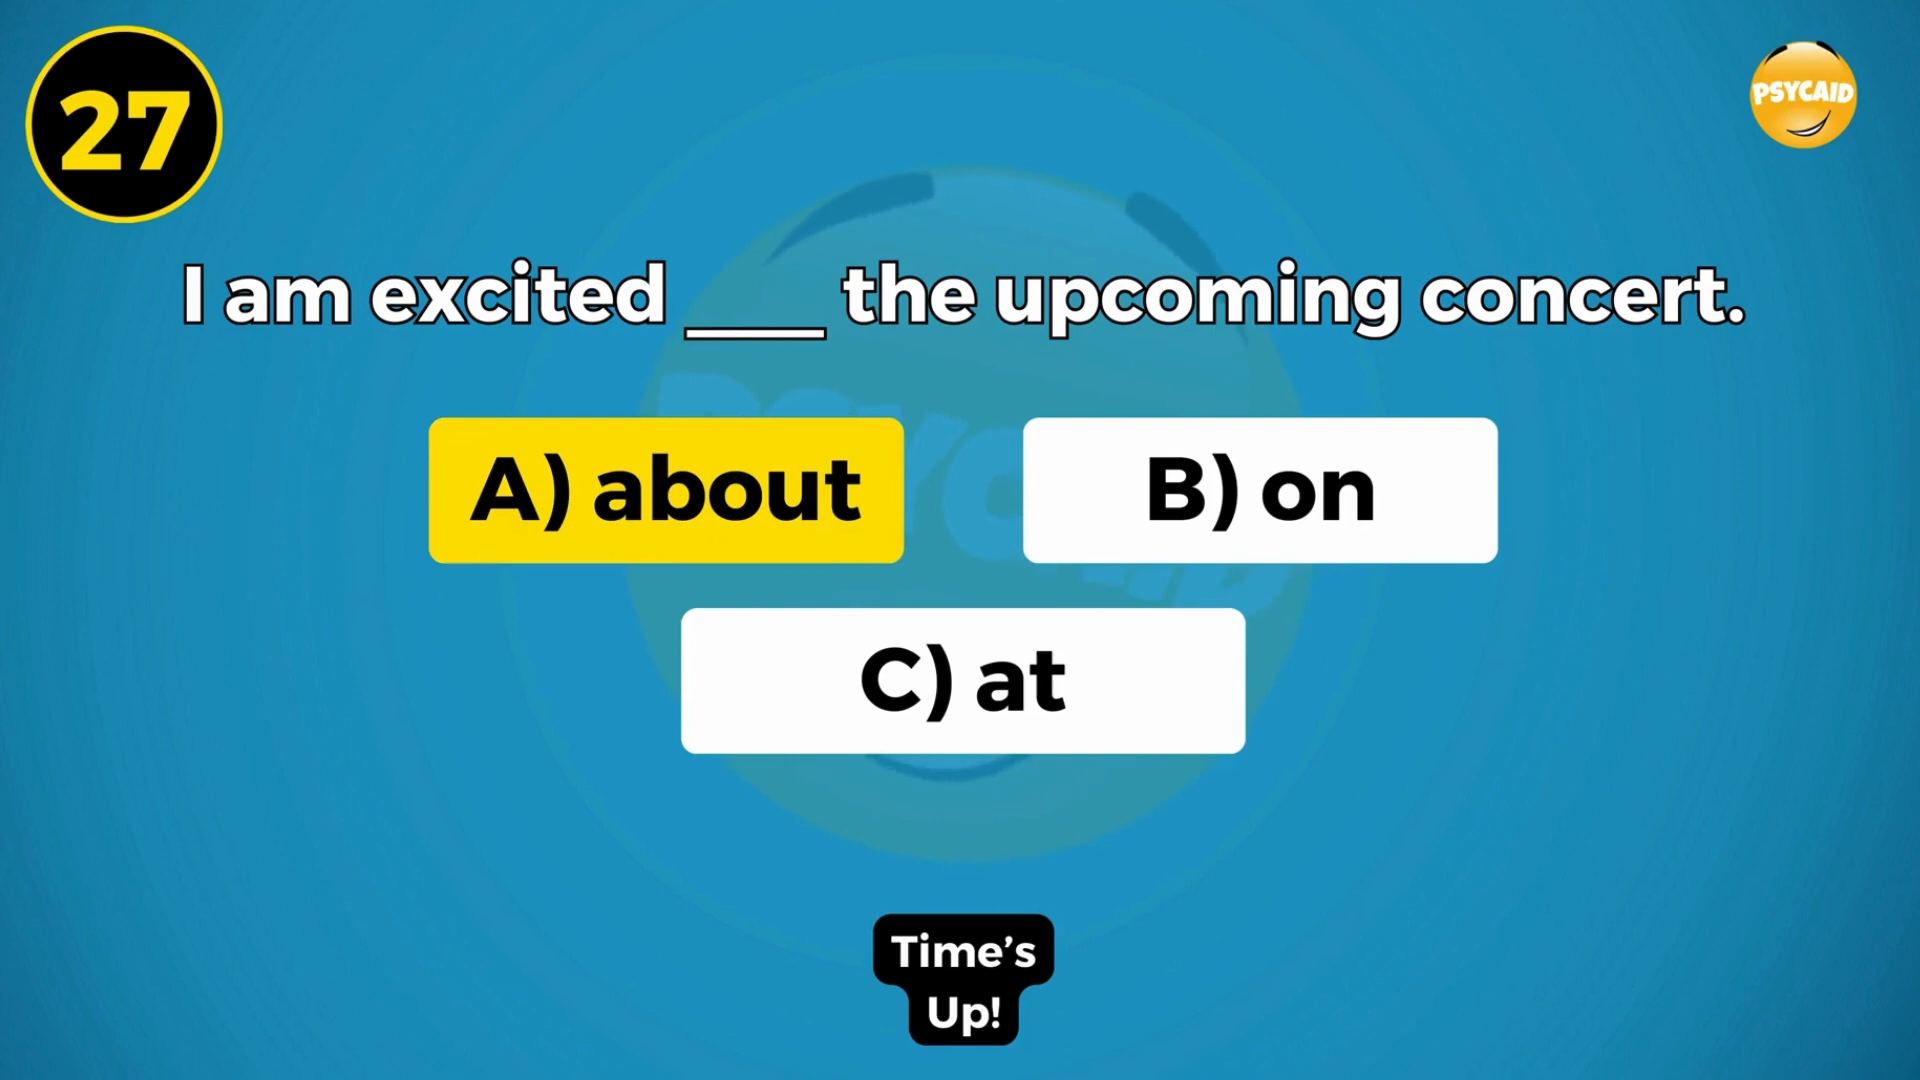 27
PSYCAID
I am excited ___ the upcoming concert.
A) about
B) on
C) at
Time’s
Up!